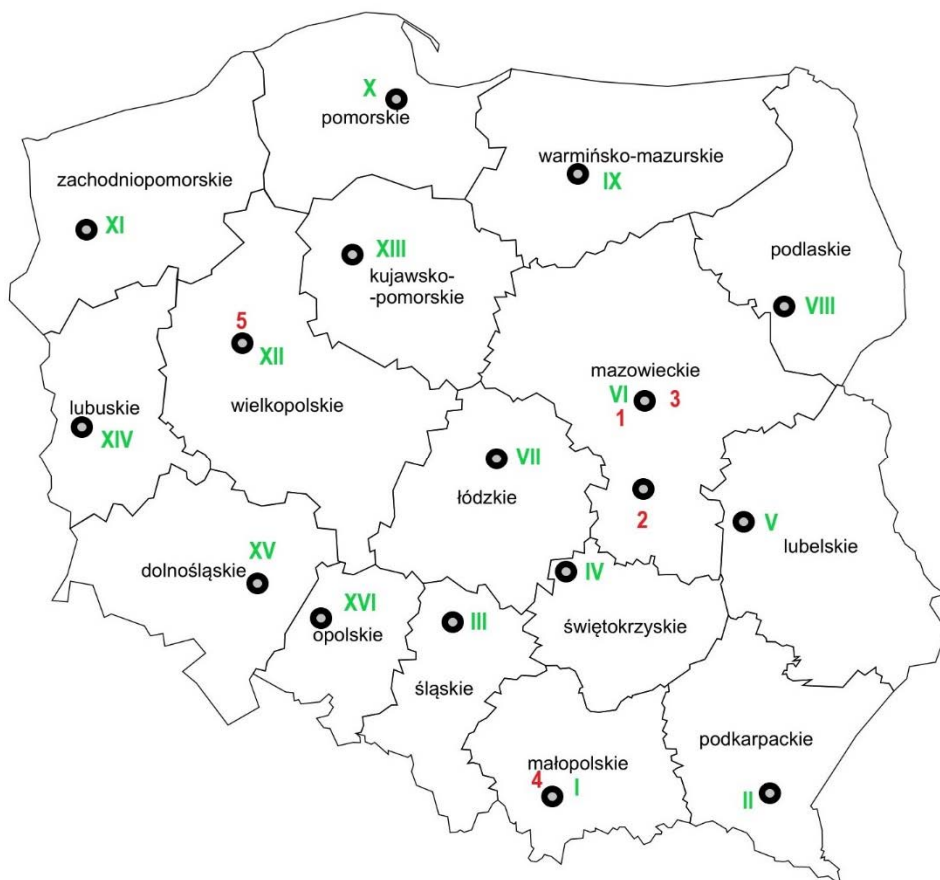 X
pomorskie
warmińsko-mazurskie
IX
zachodniopomorskie
XI
XIII
kujawsko-
-pomorskie
podlaskie
VIII
5
XII
mazowieckie
VI
3
1
lubuskie
XIV
wielkopolskie
VII
łódzkie
2
V
lubelskie
XV
dolnośląskie
IV
XVI
opolskie
III
świętokrzyskie
śląskie
podkarpackie
małopolskie
4
I
II